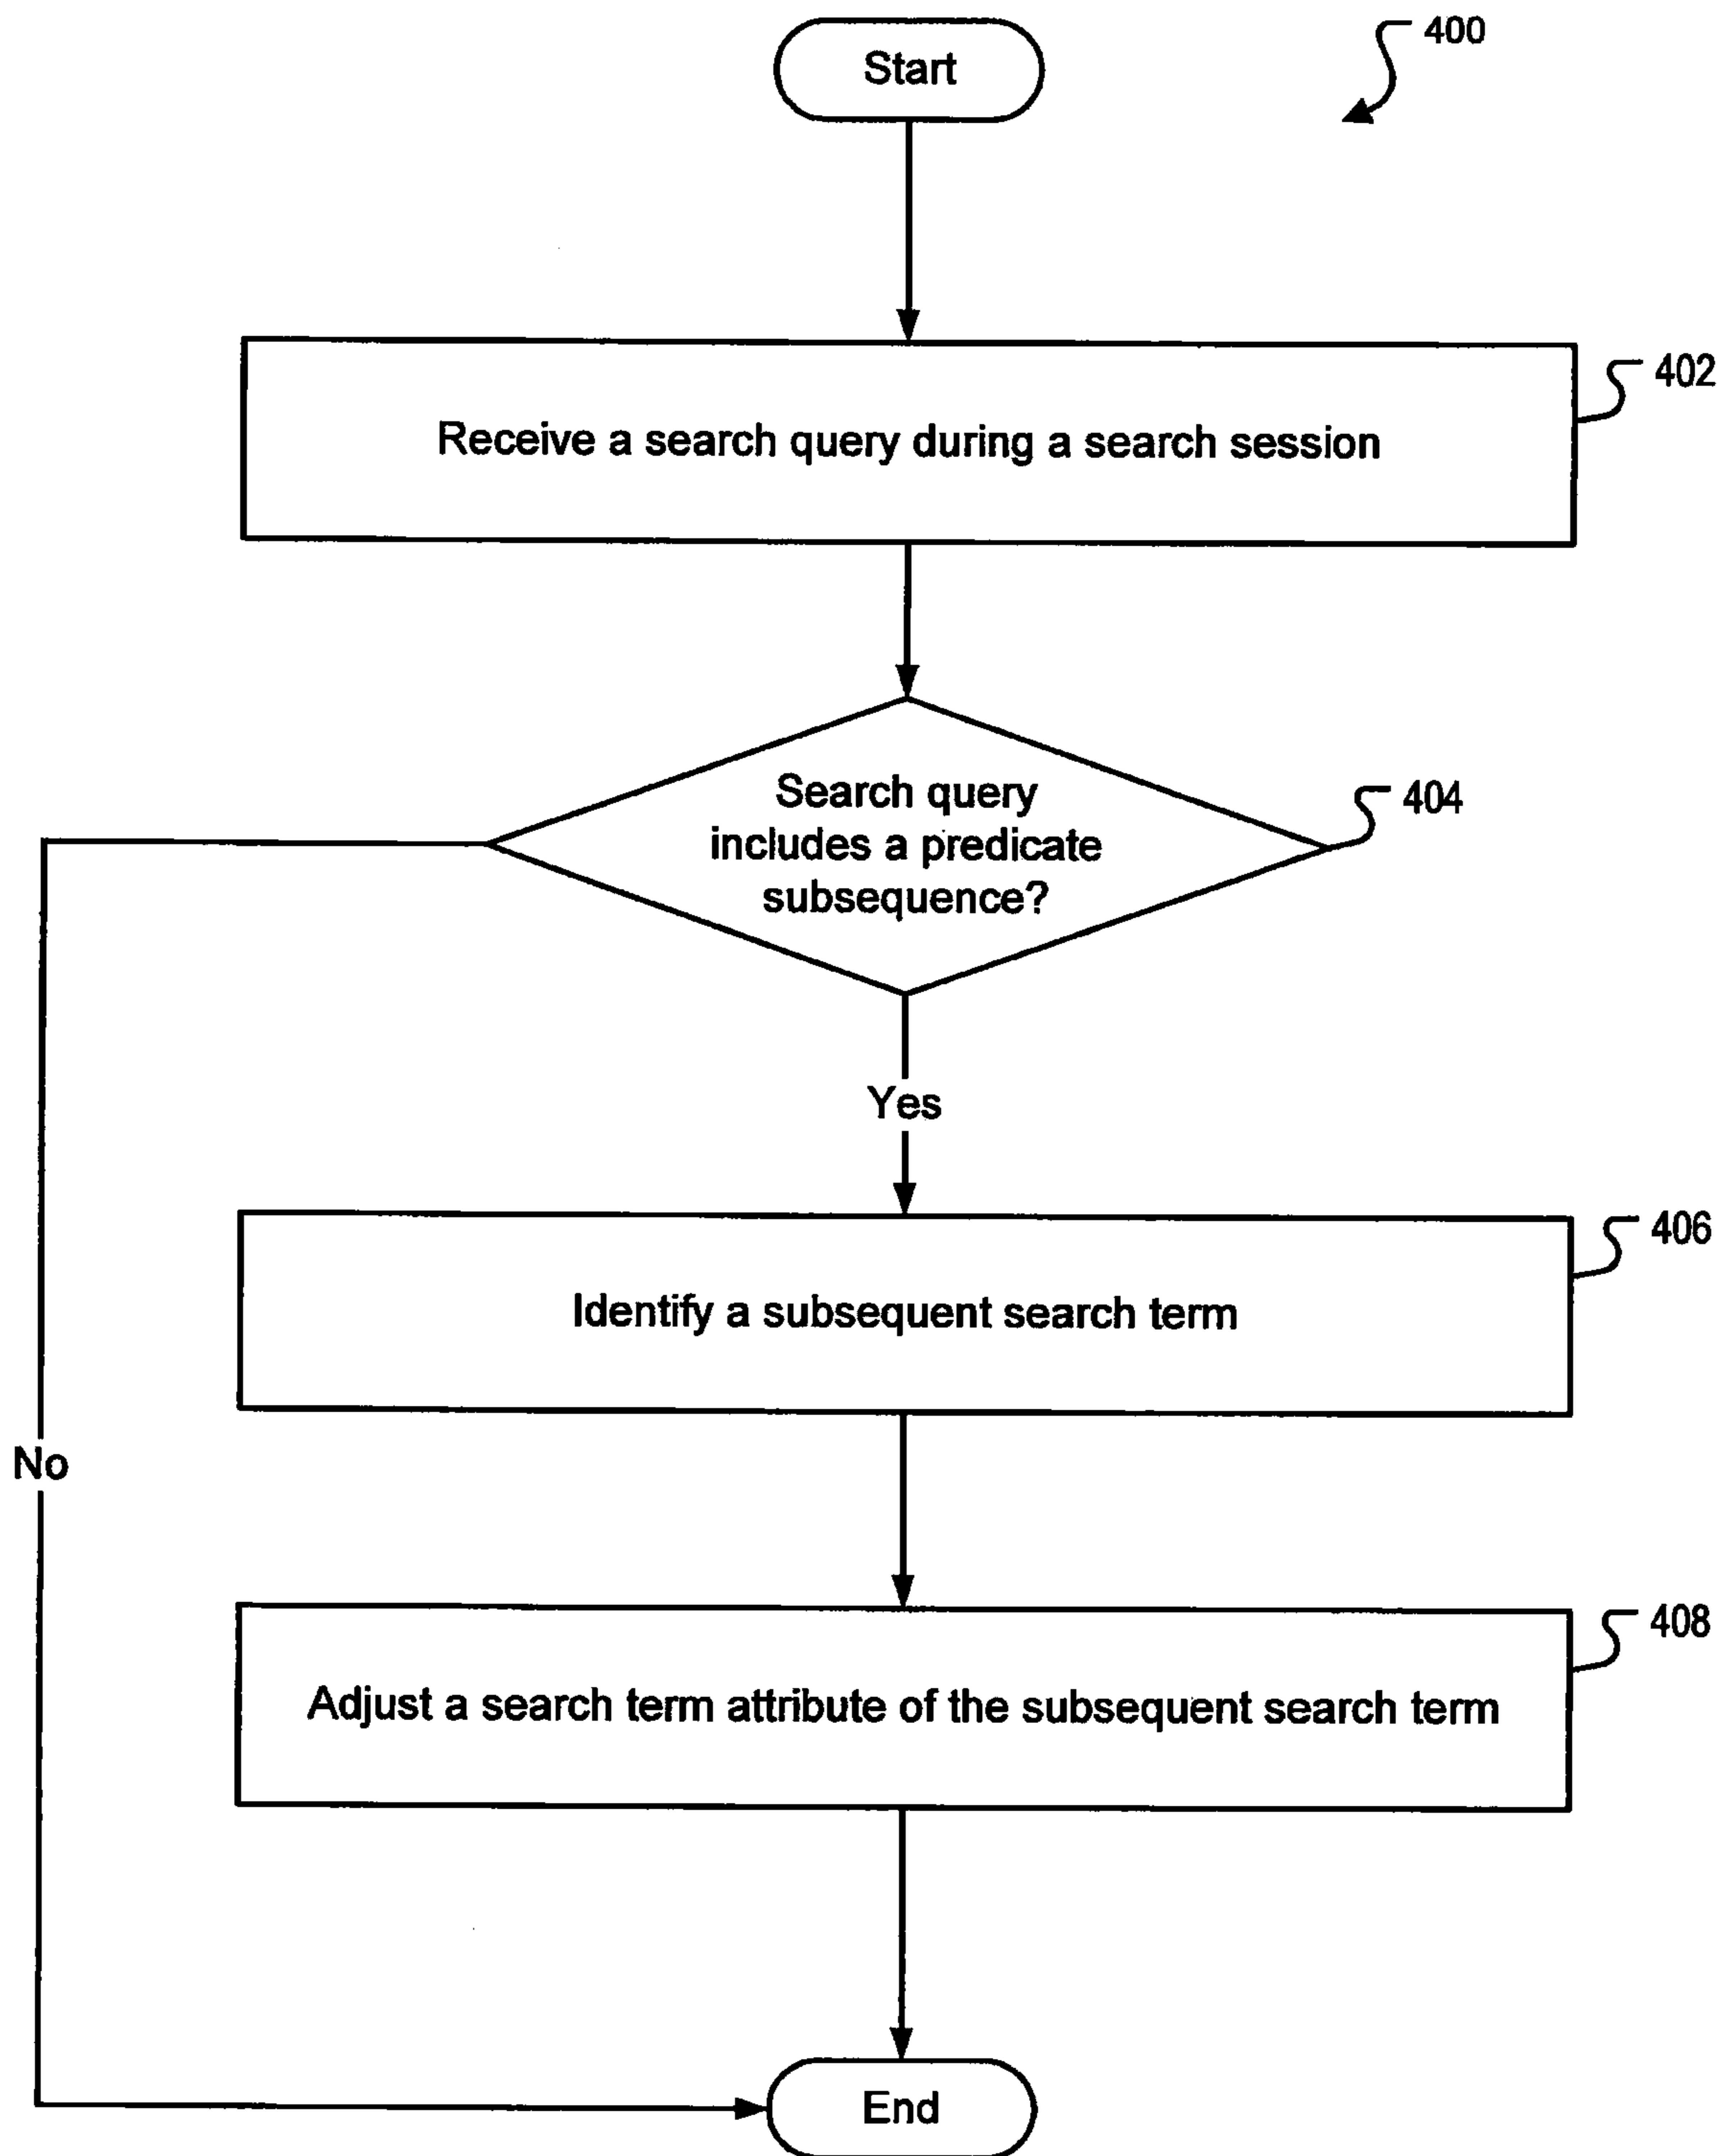 Start
400
Receive a search query during a search session
402
Search query
includes a predicate
subsequence?
404
Yes
Identify a subsequent search term
406
No
Adjust a search term attribute of the subsequent search term
408
End